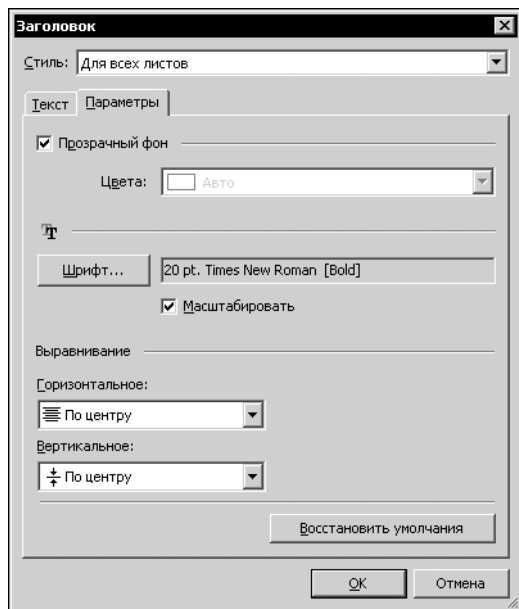 Заголовок
Стиль: Для всех листов
Текст Параметры
Прозрачный фон
Цвета: Авто
Шрифт... 20 pt. Times New Roman [Bold]
Масштабировать
Выравнивание
Горизонтальное:
По центру
Вертикальное:
По центру
Восстановить умолчания
OK Отмена